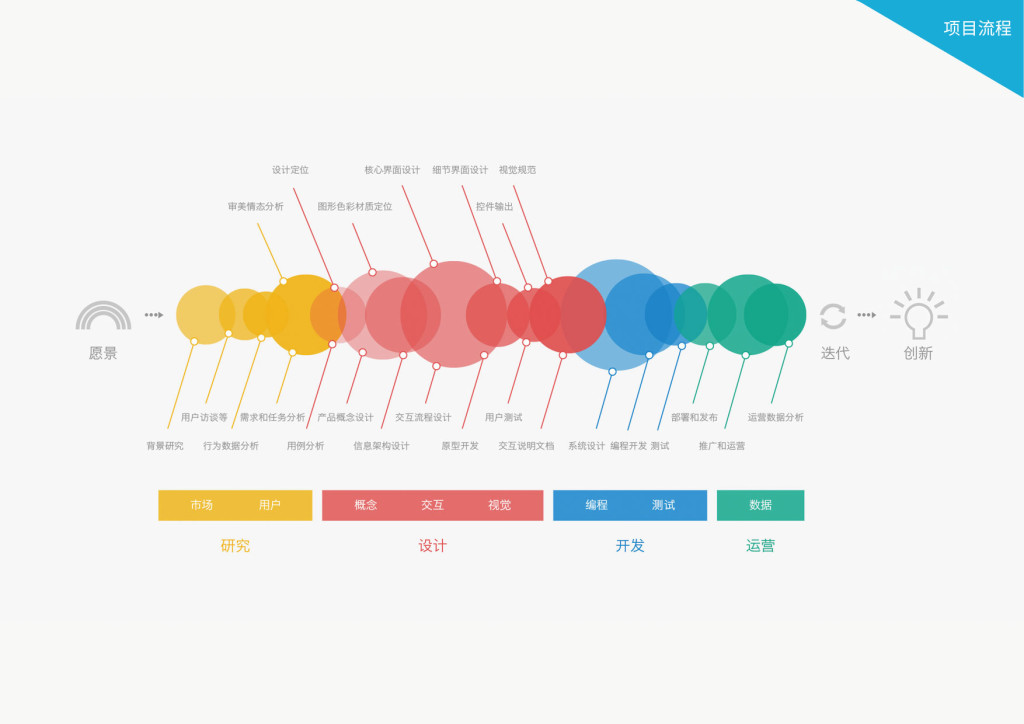 项目流程
设计定位
核心界面设计
细节界面设计
视觉规范
审美情态分析
图形色彩材质定位
控件输出
愿景
迭代
创新
用户访谈等
需求和任务分析
产品概念设计
交互流程设计
用户测试
部署和发布
运营数据分析
背景研究
行为数据分析
用例分析
信息架构设计
原型开发
交互说明文档
系统设计
编程开发
测试
推广和运营
市场
用户
概念
交互
视觉
编程
测试
数据
研究
设计
开发
运营